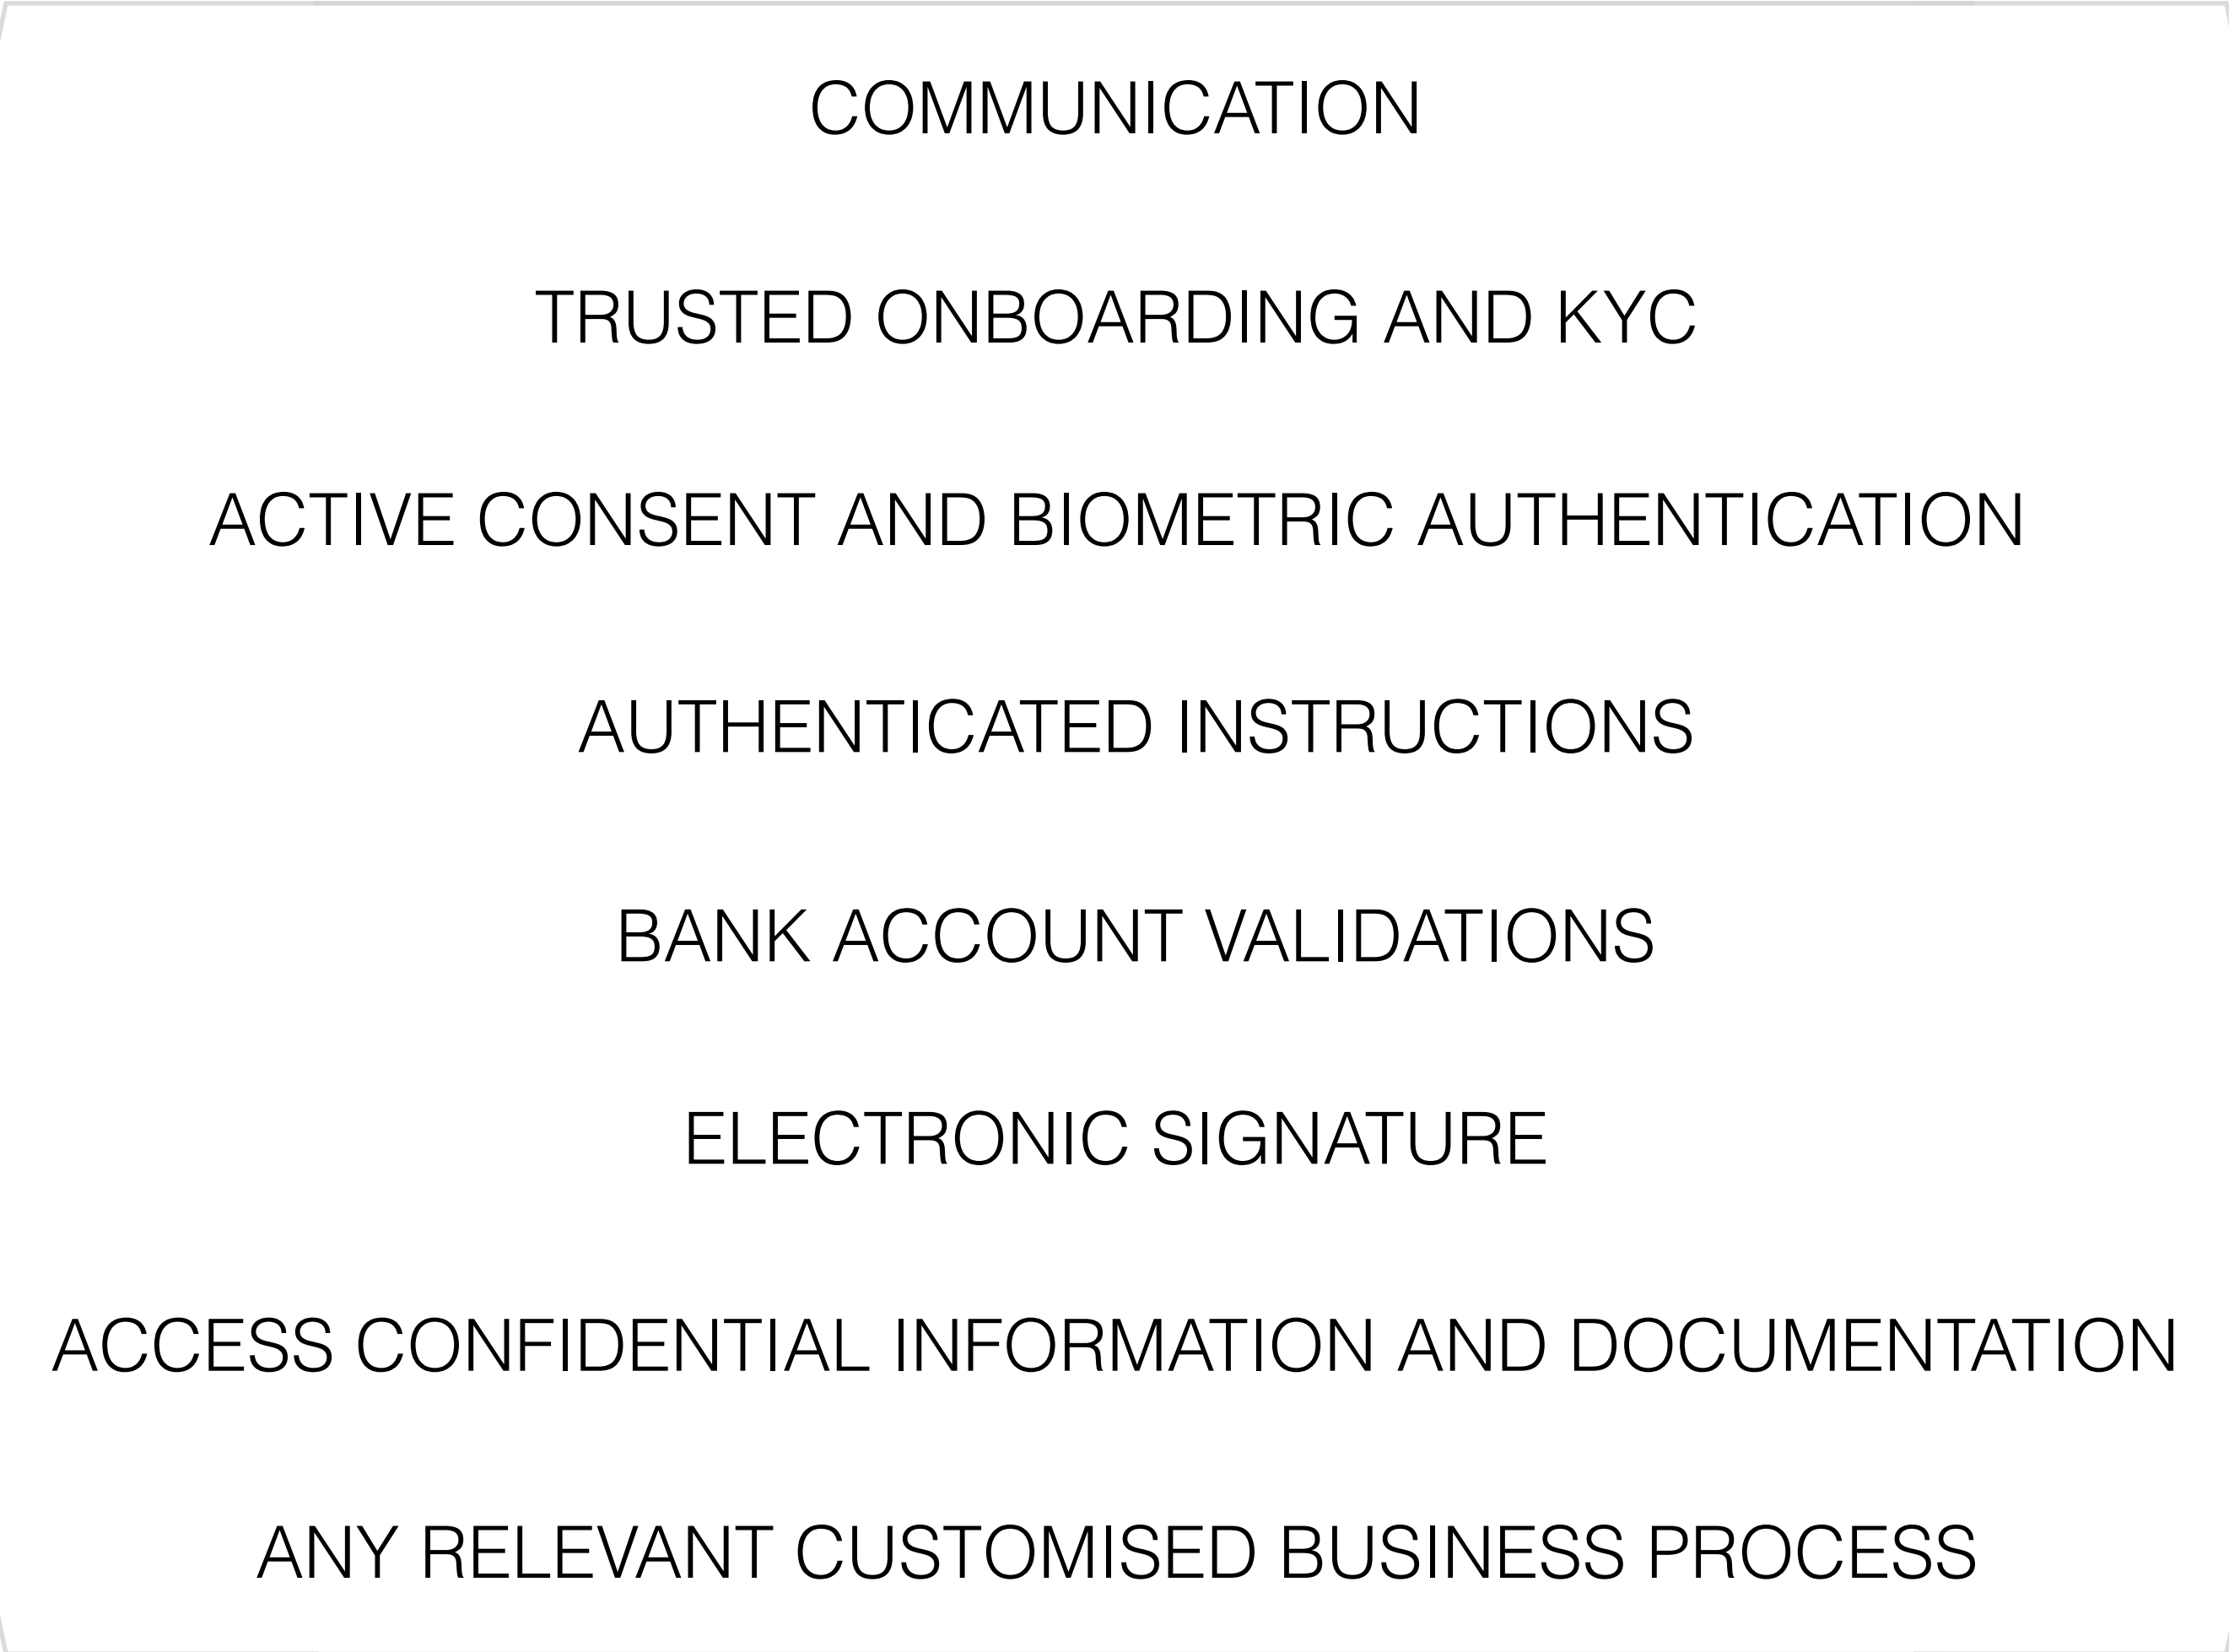 COMMUNICATION
TRUSTED ONBOARDING AND KYC
ACTIVE CONSENT AND BIOMETRIC AUTHENTICATION
AUTHENTICATED INSTRUCTIONS
BANK ACCOUNT VALIDATIONS
ELECTRONIC SIGNATURE
ACCESS CONFIDENTIAL INFORMATION AND DOCUMENTATION
ANY RELEVANT CUSTOMISED BUSINESS PROCESS